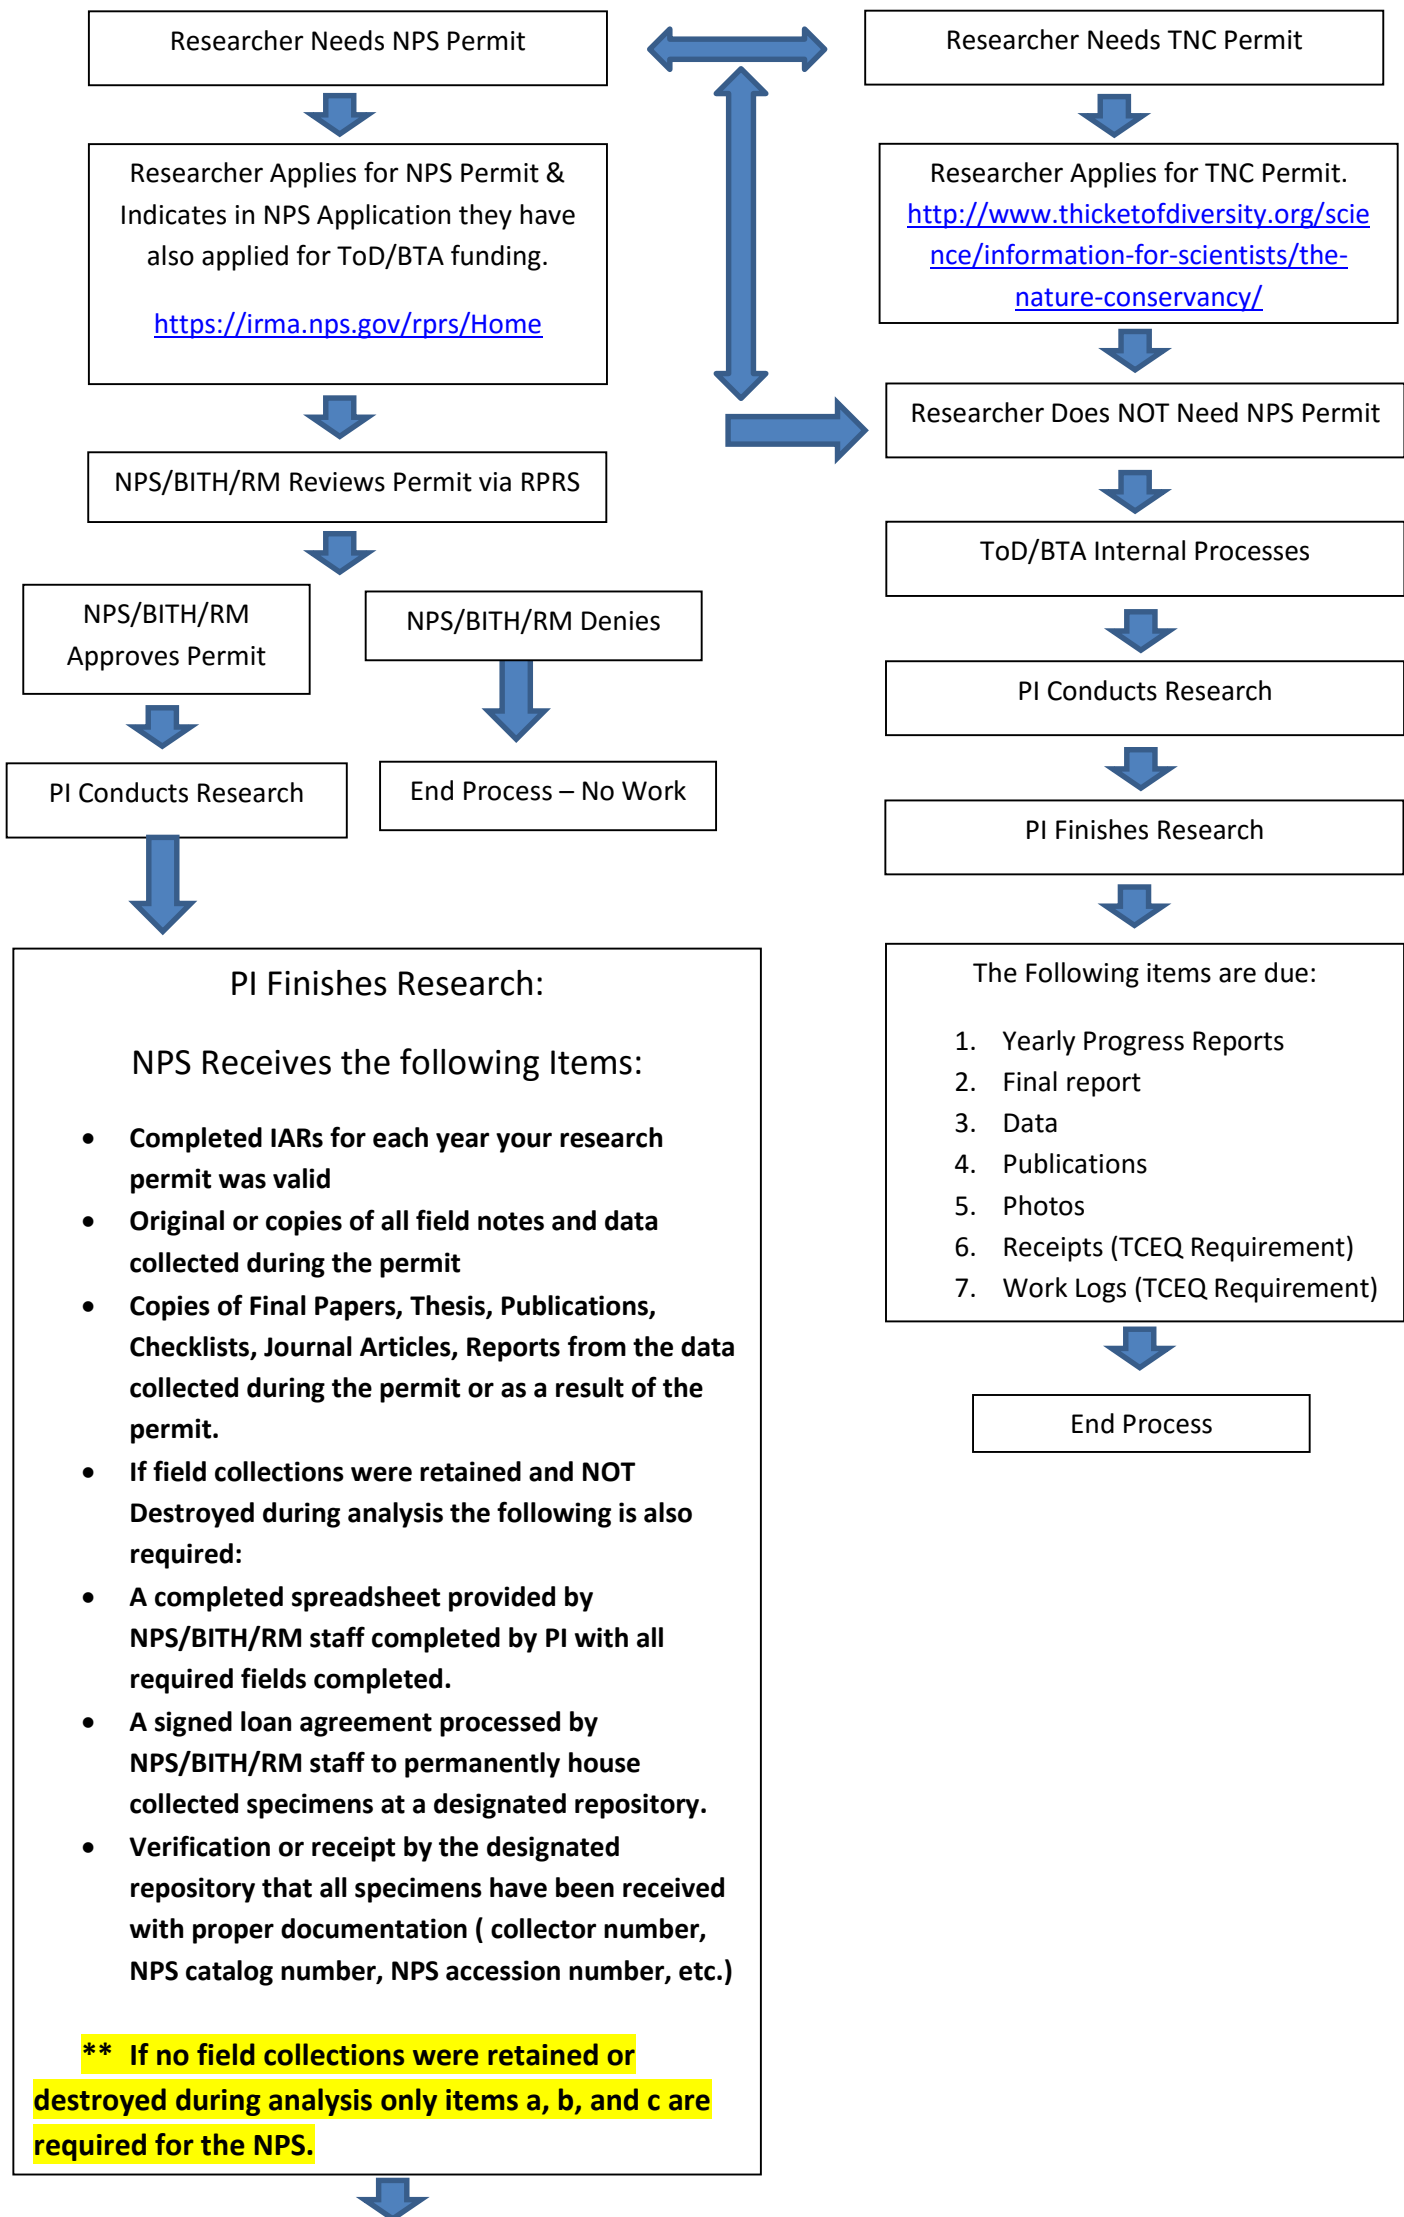 Researcher Needs NPS Permit
Researcher Applies for NPS Permit &
Indicates in NPS Application they have
also applied for ToD/BTA funding.
https://irma.nps.gov/rprs/Home
NPS/BITH/RM Reviews Permit via RPRS
NPS/BITH/RM
Approves Permit
NPS/BITH/RM Denies
PI Conducts Research
End Process – No Work
PI Finishes Research:
NPS Receives the following Items:
• Completed IARs for each year your research
permit was valid
• Original or copies of all field notes and data
collected during the permit
• Copies of Final Papers, Thesis, Publications,
Checklists, Journal Articles, Reports from the data
collected during the permit or as a result of the
permit.
• If field collections were retained and NOT
Destroyed during analysis the following is also
required:
• A completed spreadsheet provided by
NPS/BITH/RM staff completed by PI with all
required fields completed.
• A signed loan agreement processed by
NPS/BITH/RM staff to permanently house
collected specimens at a designated repository.
• Verification or receipt by the designated
repository that all specimens have been received
with proper documentation ( collector number,
NPS catalog number, NPS accession number, etc.)
** If no field collections were retained or
destroyed during analysis only items a, b, and c are
required for the NPS.
Researcher Needs TNC Permit
Researcher Applies for TNC Permit.
http://www.thicketofdiversity.org/scie
nce/information-for-scientists/the-
nature-conservancy/
Researcher Does NOT Need NPS Permit
ToD/BTA Internal Processes
PI Conducts Research
PI Finishes Research
The Following items are due:
1. Yearly Progress Reports
2. Final report
3. Data
4. Publications
5. Photos
6. Receipts (TCEQ Requirement)
7. Work Logs (TCEQ Requirement)
End Process